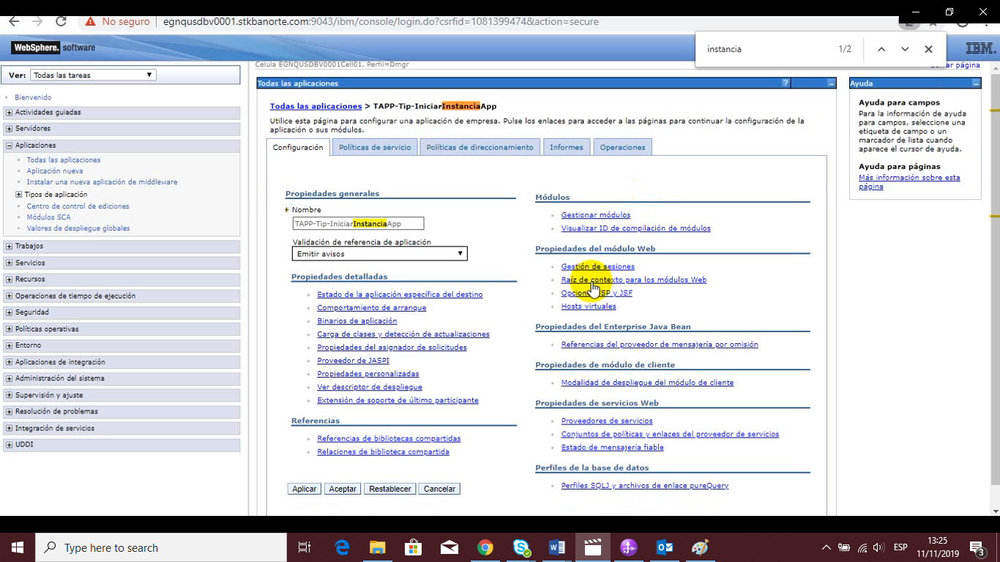 No seguro
egnqusdbv0001.stkbanorte.com:9043/ibm/console/login.do?csrfid=1081399474&action=secure
instancia
1/2
WebSphere. software
IBM.
Célula EGNQUSDBV0001Cell01, Perfil=Dmgr
rar página
Ver: Todas las tareas
Todas las aplicaciones
?
Ayuda
Bienvenido
Actividades guiadas
Servidores
Aplicaciones
Todas las aplicaciones
Aplicación nueva
Instalar una nueva aplicación de middleware
Tipos de aplicación
Centro de control de ediciones
Módulos SCA
Valores de despliegue globales
Trabajos
Servicios
Recursos
Operaciones de tiempo de ejecución
Seguridad
Políticas operativas
Entorno
Aplicaciones de integración
Administración del sistema
Supervisión y ajuste
Resolución de problemas
Integración de servicios
UDDI
Todas las aplicaciones > TAPP-Tip-IniciarInstanciaApp
Utilice esta página para configurar una aplicación de empresa. Pulse los enlaces para acceder a las páginas para continuar la configuración de la
aplicación o sus módulos.
Configuración
Políticas de servicio
Políticas de direccionamiento
Informes
Operaciones
Propiedades generales
* Nombre
TAPP-Tip-IniciarInstanciaApp
Validación de referencia de aplicación
Emitir avisos
Propiedades detalladas
Estado de la aplicación específica del destino
Comportamiento de arranque
Binarios de aplicación
Carga de clases y detección de actualizaciones
Propiedades del asignador de solicitudes
Proveedor de JASPI
Propiedades personalizadas
Ver descriptor de despliegue
Extensión de soporte de último participante
Referencias
Referencias de bibliotecas compartidas
Relaciones de biblioteca compartida
Aplicar
Aceptar
Restablecer
Cancelar
Módulos
Gestionar módulos
Visualizar ID de compilación de módulos
Propiedades del módulo Web
Gestión de sesiones
Raíz de contexto para los módulos Web
Opciones JSP y JSF
Hosts virtuales
Propiedades del Enterprise Java Bean
Referencias del proveedor de mensajería por omisión
Propiedades de módulo de cliente
Modalidad de despliegue del módulo de cliente
Propiedades de servicios Web
Proveedores de servicios
Conjuntos de políticas y enlaces del proveedor de servicios
Estado de mensajería fiable
Perfiles de la base de datos
Perfiles SQLJ y archivos de enlace pureQuery
Ayuda para campos
Para la información de ayuda
para campos, seleccione una
etiqueta de campo o un
marcador de lista cuando
aparece el cursor de ayuda.
Ayuda para páginas
Más información sobre esta
página
Type here to search
ESP
13:25
11/11/2019
3